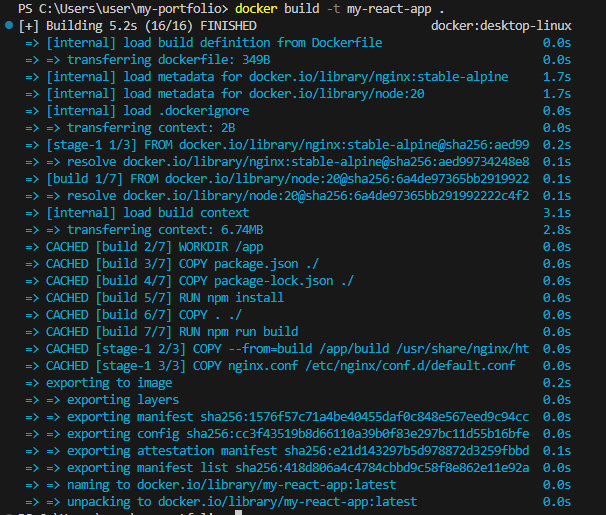 PS C:\Users\user\my-portfolio> docker build -t my-react-app .
[+] Building 5.2s (16/16) FINISHED docker:desktop-linux
=> [internal] load build definition from Dockerfile 0.0s
=> => transferring dockerfile: 349B 0.0s
=> [internal] load metadata for docker.io/library/nginx:stable-alpine 1.7s
=> [internal] load metadata for docker.io/library/node:20 1.7s
=> [internal] load .dockerignore 0.0s
=> => transferring context: 2B 0.0s
=> [stage-1 1/3] FROM docker.io/library/nginx:stable-alpine@sha256:aed99 0.2s
=> => resolve docker.io/library/nginx:stable-alpine@sha256:aed99734248e8 0.1s
=> [build 1/7] FROM docker.io/library/node:20@sha256:6a4de97365bb2919922 0.1s
=> => resolve docker.io/library/node:20@sha256:6a4de97365bb291992222c4f2 0.1s
=> [internal] load build context 3.1s
=> => transferring context: 6.74MB 2.8s
=> CACHED [build 2/7] WORKDIR /app 0.0s
=> CACHED [build 3/7] COPY package.json ./ 0.0s
=> CACHED [build 4/7] COPY package-lock.json ./ 0.0s
=> CACHED [build 5/7] RUN npm install 0.0s
=> CACHED [build 6/7] COPY . ./ 0.0s
=> CACHED [build 7/7] RUN npm run build 0.0s
=> CACHED [stage-1 2/3] COPY --from=build /app/build /usr/share/nginx/ht 0.0s
=> CACHED [stage-1 3/3] COPY nginx.conf /etc/nginx/conf.d/default.conf 0.0s
=> exporting to image 0.2s
=> => exporting layers 0.0s
=> => exporting manifest sha256:1576f57c71a4be40455daf0c848e567eed9c94cc 0.0s
=> => exporting config sha256:cc3f43519b8d66110a39b0f83e297bc11d55b16bfe 0.0s
=> => exporting attestation manifest sha256:e21d143297b5d978872d3259fbbd 0.1s
=> => exporting manifest list sha256:418d806a4c4784cbbd9c58f8e862e11e92a 0.0s
=> => naming to docker.io/library/my-react-app:latest 0.0s
=> => unpacking to docker.io/library/my-react-app:latest 0.0s